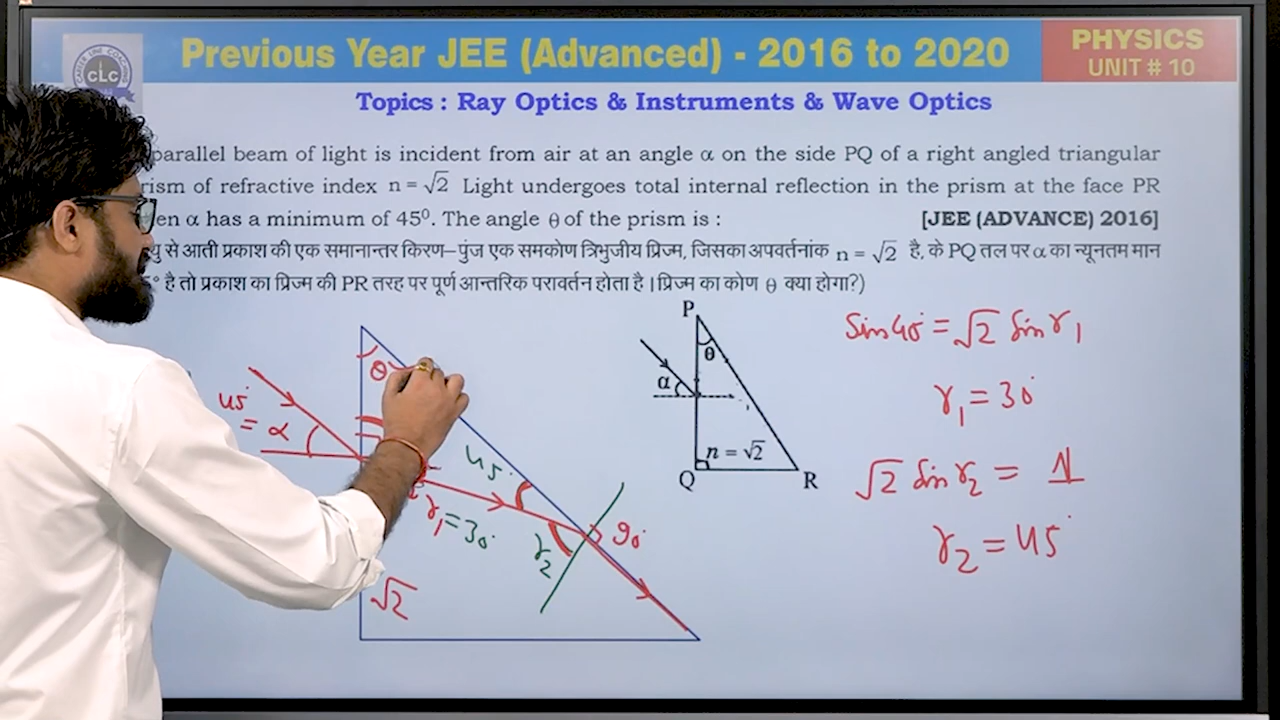 Previous Year JEE (Advanced) - 2016 to 2020
PHYSICS
UNIT # 10
CLC
Topics : Ray Optics & Instruments & Wave Optics
parallel beam of light is incident from air at an angle α on the side PQ of a right angled triangular
rism of refractive index n = √2 Light undergoes total internal reflection in the prism at the face PR
en α has a minimum of 45⁰. The angle θ of the prism is : [JEE (ADVANCE) 2016]
से आती प्रकाश की एक समानान्तर किरण–पुंज एक समकोण त्रिभुजीय प्रिज्म, जिसका अपवर्तनांक n = √2 है, के PQ तल पर α का न्यूनतम मान
है तो प्रकाश का प्रिज्म की PR तरह पर पूर्ण आन्तरिक परावर्तन होता है। प्रिज्म का कोण θ क्या होगा?)
P
θ
α
n = √2
Q
R
Sin45° = √2 Sin r₁
r₁ = 30°
√2 Sin r₂ = 1
r₂ = 45°
θ
45°
= α
45°
r₁ = 30°
r₂
90°
√2